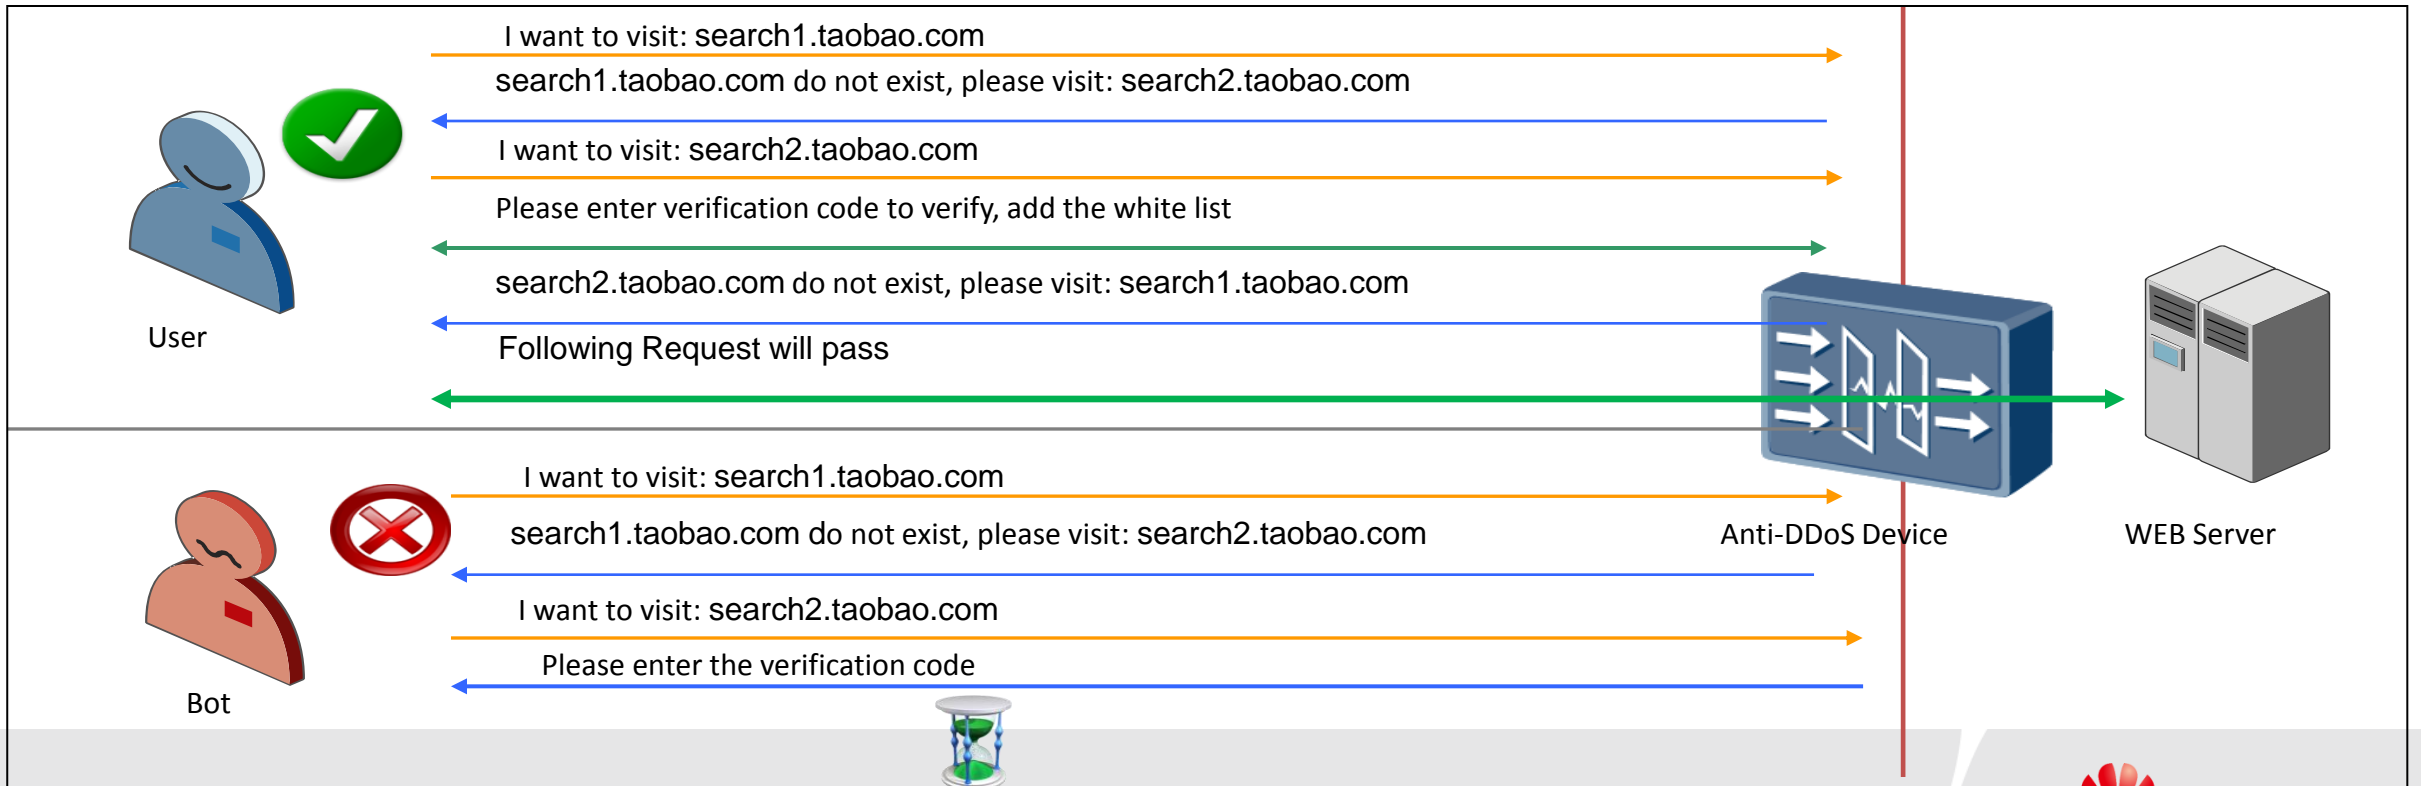 I want to visit: search1.taobao.com
search1.taobao.com do not exist, please visit: search2.taobao.com
I want to visit: search2.taobao.com
Please enter verification code to verify, add the white list
search2.taobao.com do not exist, please visit: search1.taobao.com
User
Following Request will pass
I want to visit: search1.taobao.com
search1.taobao.com do not exist, please visit: search2.taobao.com
Anti-DDoS Device
WEB Server
I want to visit: search2.taobao.com
Please enter the verification code
Bot